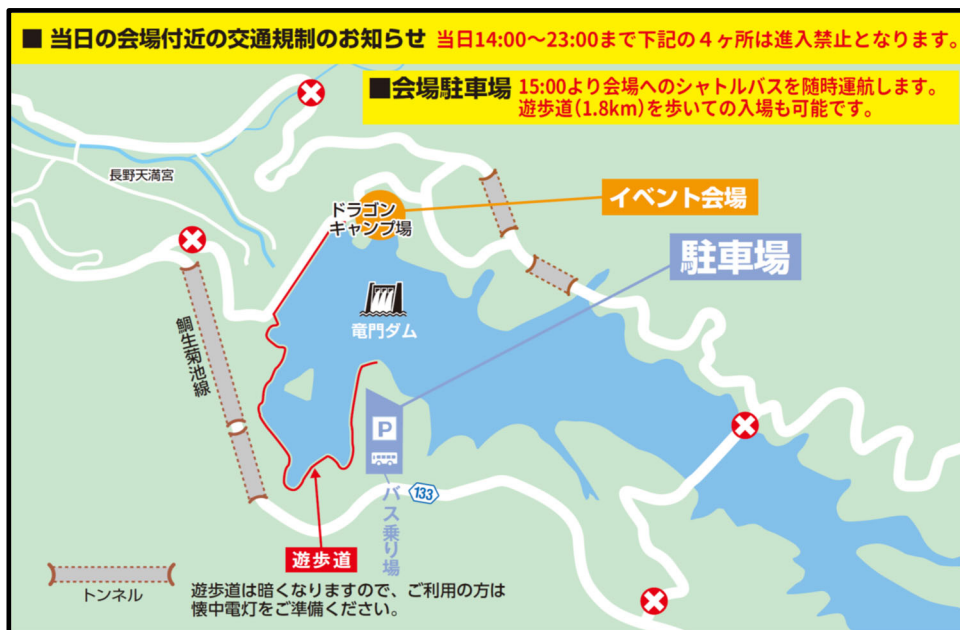 ■ 当日の会場付近の交通規制のお知らせ 当日14:00～23:00まで下記の４ヶ所は進入禁止となります。
■会場駐車場 15:00より会場へのシャトルバスを随時運航します。
遊歩道(1.8km)を歩いての入場も可能です。
長野天満宮
ドラゴン
キャンプ場
イベント会場
駐車場
竜門ダム
鯛生菊池線
P
133
バス乗り場
遊歩道
トンネル
遊歩道は暗くなりますので、ご利用の方は
懐中電灯をご準備ください。